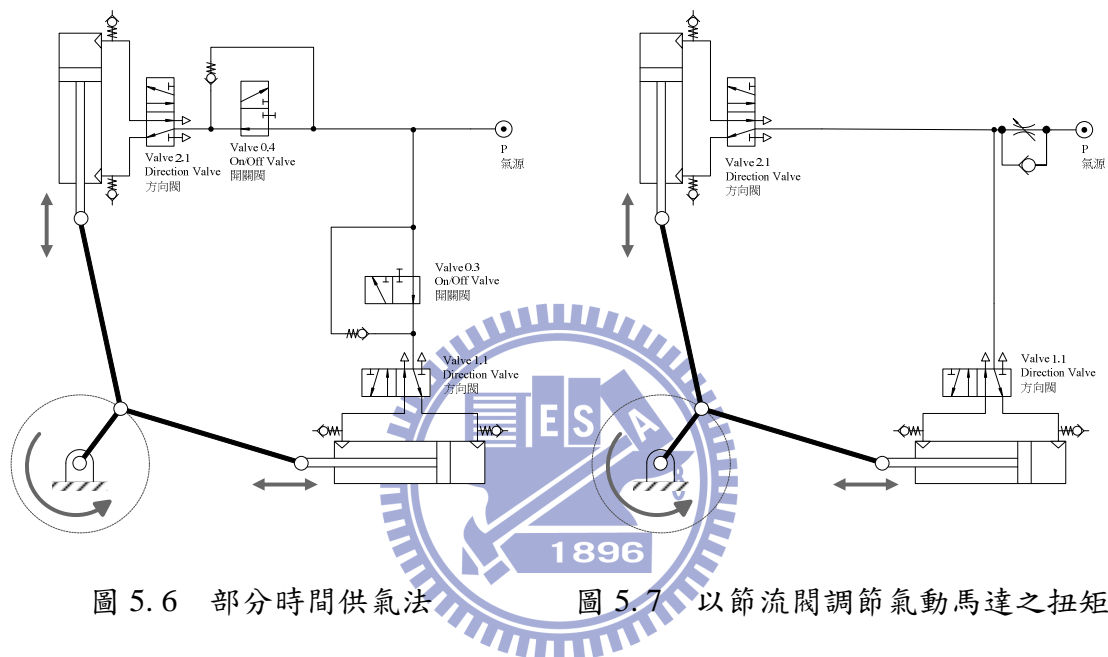 Valve 2.1
Direction Valve
方向閥
Valve 0.4
On/Off Valve
開關閥
P
氣源
Valve 0.3
On/Off Valve
開關閥
Valve 1.1
Direction Valve
方向閥
圖 5.6 部分時間供氣法
Valve 2.1
Direction Valve
方向閥
P
氣源
Valve 1.1
Direction Valve
方向閥
圖 5.7 以節流閥調節氣動馬達之扭矩
E S A
1896